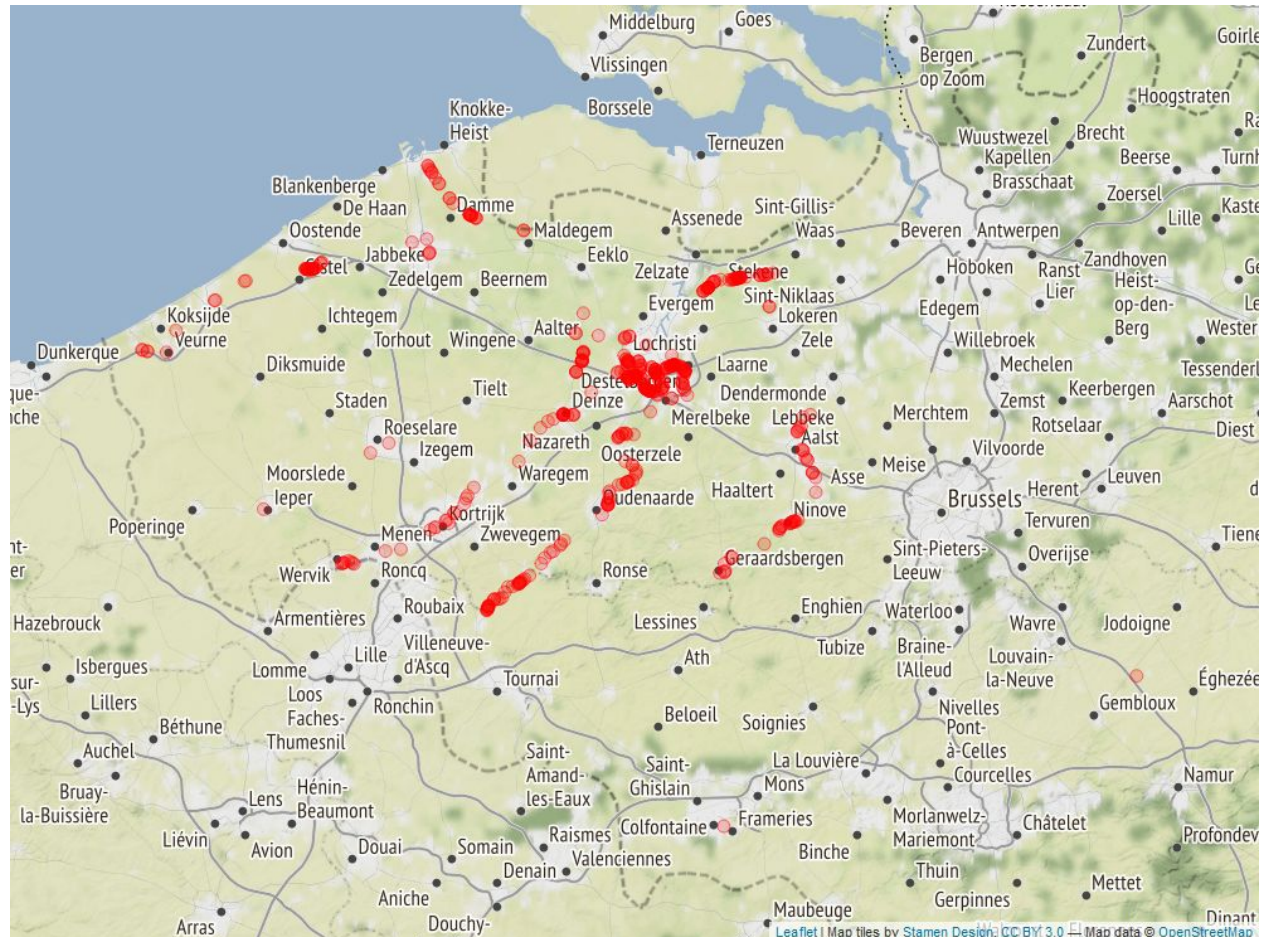 Middelburg
Goes
Bergen
op Zoom
Zundert
Vlissingen
Borssele
Hoogstraten
Knokke-
Heist
Terneuzen
Wuustwezel
Brecht
Kapellen
Beerse
Brasschaat
Blankenberge
De Haan
Zoersel
Damme
Assenede
Sint-Gillis-
Waas
Lille
Oostende
Maldegem
Beveren
Antwerpen
Jabbeke
Eeklo
Zandhoven
Zedelgem
Beernem
Zelzate
Stekene
Hoboken
Ranst
Heist-
op-den-
Berg
Evergem
Sint-Niklaas
Edegem
Lier
Koksijde
Ichtegem
Aalter
Lokeren
Veurne
Torhout
Wingene
Lochristi
Zele
Willebroek
Dunkerque
Diksmuide
Laarne
Mechelen
Tielt
Dendermonde
Keerbergen
Deinze
Merelbeke
Merchtem
Zemst
Aarschot
Staden
Lebbeke
Roeselare
Nazareth
Aalst
Rotselaar
Diest
Izegem
Oosterzele
Meise
Vilvoorde
Moorslede
Waregem
Asse
Leuven
Ieper
Oudenaarde
Haaltert
Herent
Brussels
Poperinge
Kortrijk
Ninove
Tervuren
Menen
Zwevegem
Overijse
Wervik
Geraardsbergen
Sint-Pieters-
Leeuw
Roncq
Ronse
Hazebrouck
Roubaix
Lessines
Enghien
Waterloo
Wavre
Jodoigne
Armentières
Villeneuve-
d'Ascq
Tubize
Braine-
l'Alleud
Isbergues
Lomme
Lille
Ath
Louvain-
la-Neuve
sur-
-Lys
Lillers
Loos
Tournai
Éghezée
Faches-
Thumesnil
Ronchin
Beloeil
Soignies
Nivelles
Gembloux
Béthune
Pont-
à-Celles
Auchel
Saint-
Amand-
les-Eaux
Saint-
Ghislain
La Louvière
Courcelles
Bruay-
la-Buissière
Lens
Hénin-
Beaumont
Mons
Namur
Liévin
Avion
Raismes
Colfontaine
Frameries
Morlanwelz-
Mariemont
Châtelet
Douai
Somain
Valenciennes
Binche
Profondev
Denain
Thuin
Aniche
Gerpinnes
Mettet
Arras
Douchy-
Maubeuge
Dinant
Leaflet | Map tiles by Stamen Design, CC BY 3.0 — Map data © OpenStreetMap